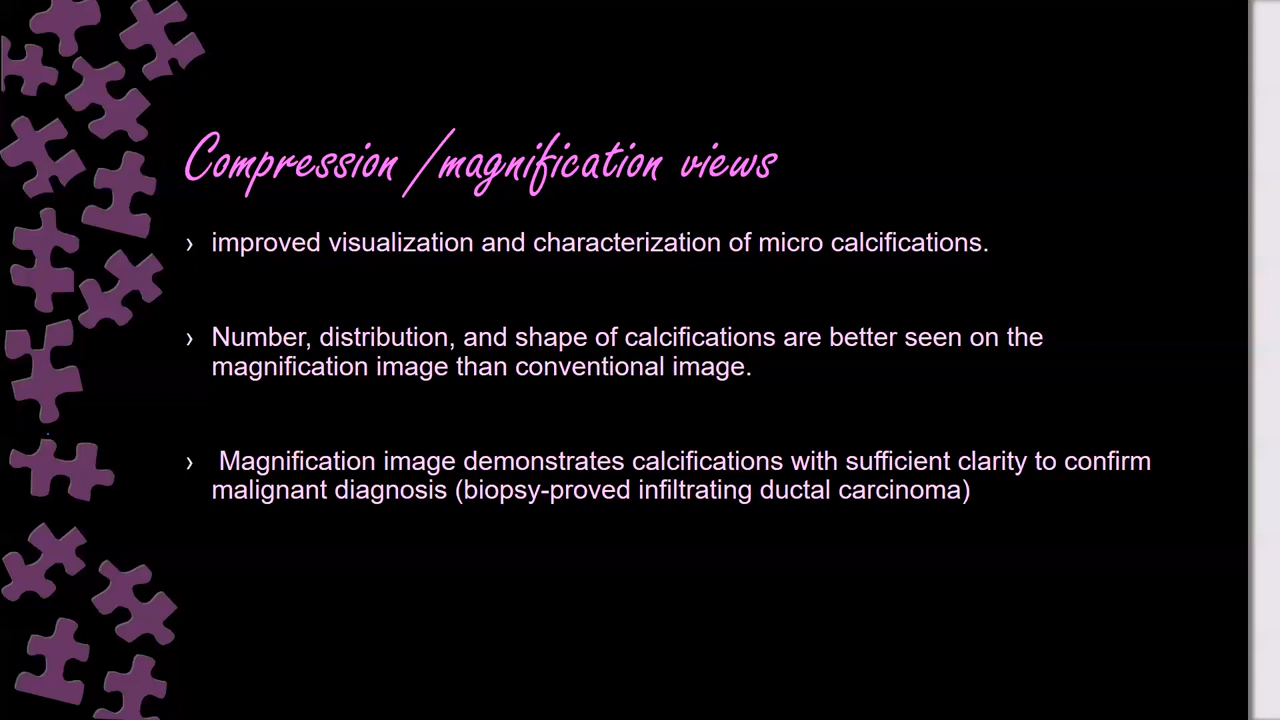 Compression /magnification views
› improved visualization and characterization of micro calcifications.
› Number, distribution, and shape of calcifications are better seen on the
magnification image than conventional image.
› Magnification image demonstrates calcifications with sufficient clarity to confirm
malignant diagnosis (biopsy-proved infiltrating ductal carcinoma)